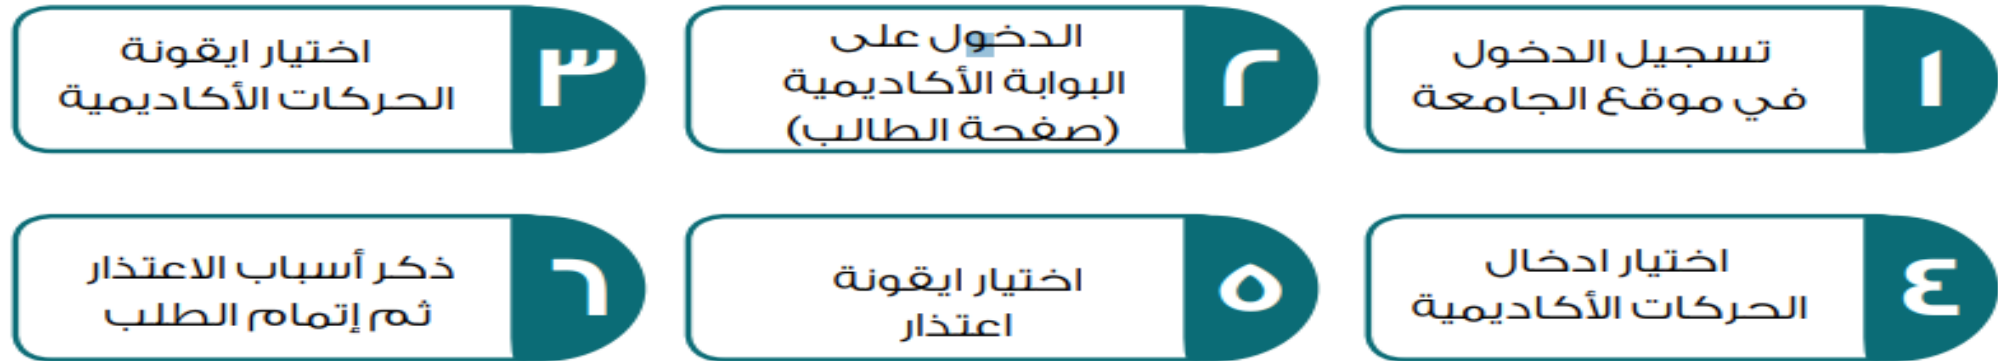 ١
تسجيل الدخول
في موقع الجامعة
٢
الدخول على
البوابة الأكاديمية
(صفحة الطالب)
٣
اختيار ايقونة
الحركات الأكاديمية
٤
اختيار ادخال
الحركات الأكاديمية
٥
اختيار ايقونة
اعتذار
٦
ذكر أسباب الاعتذار
ثم إتمام الطلب